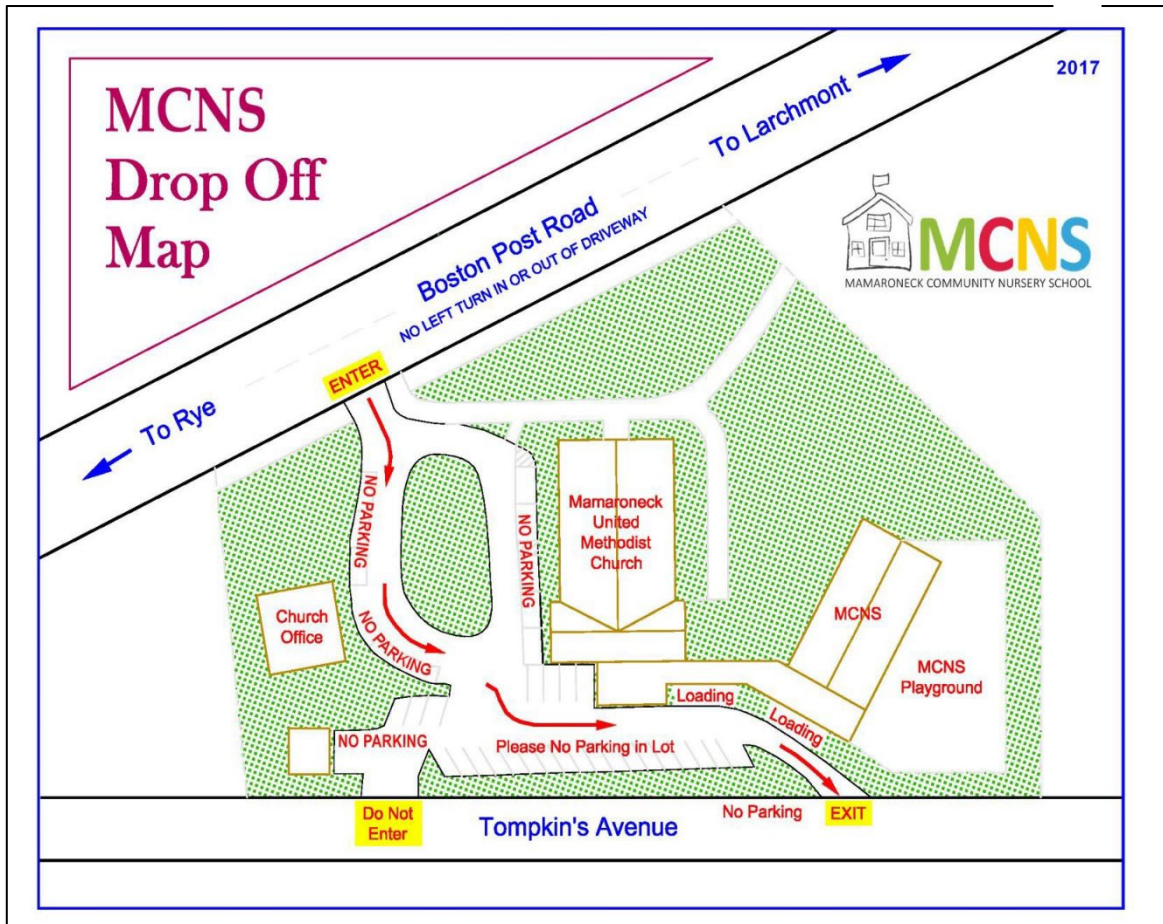 MCNS
Drop Off
Map
2017
To Larchmont
Boston Post Road
NO LEFT TURN IN OR OUT OF DRIVEWAY
MCNS
MAMARONECK COMMUNITY NURSERY SCHOOL
ENTER
To Rye
NO PARKING
NO PARKING
Mamaroneck
United
Methodist
Church
Church
Office
NO PARKING
MCNS
MCNS
Playground
Loading
Loading
NO PARKING
Please No Parking in Lot
No Parking
EXIT
Do Not
Enter
Tompkin's Avenue